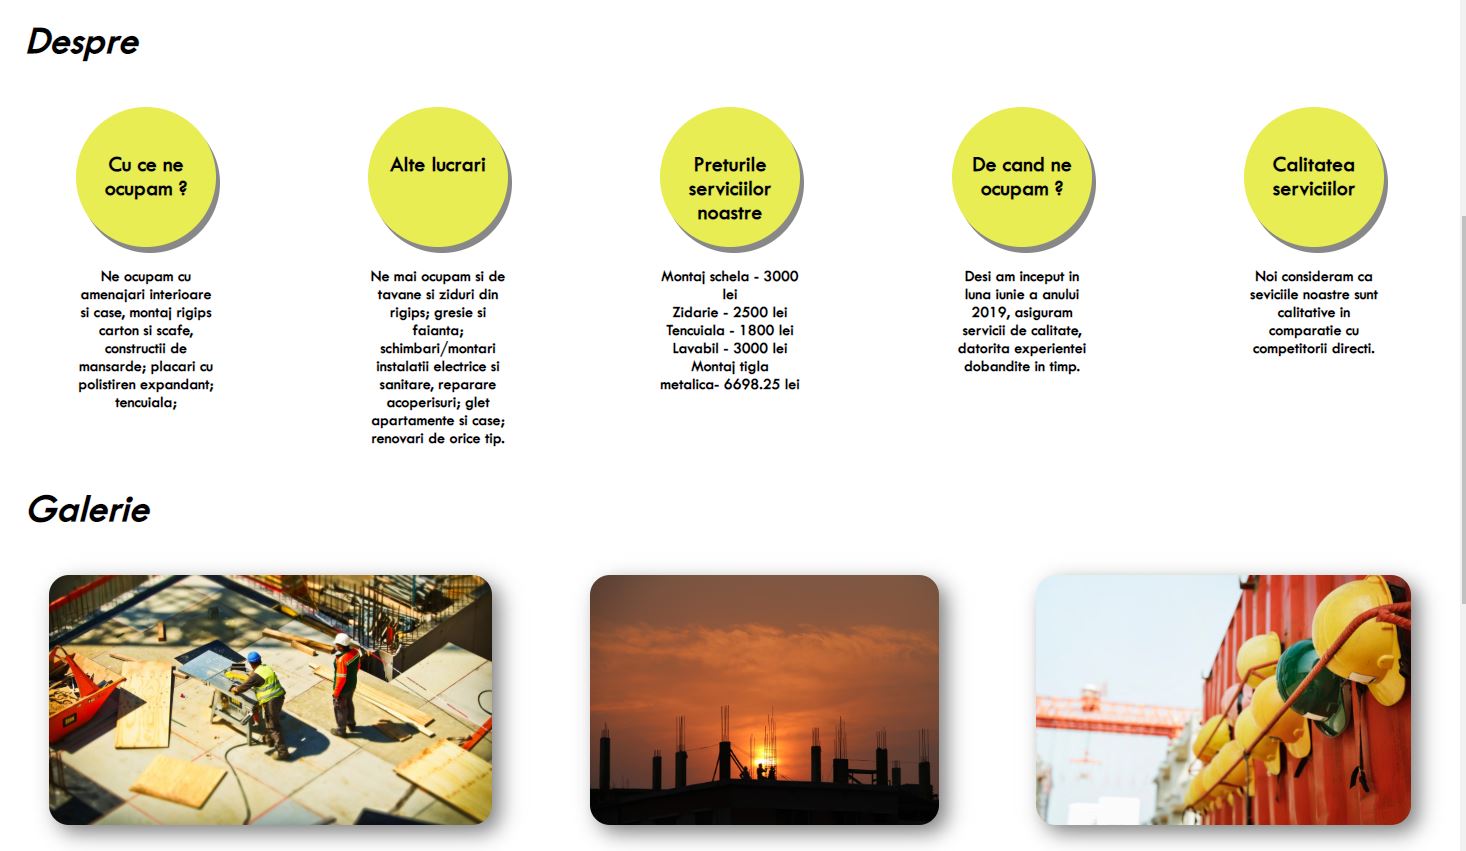 Despre
Cu ce ne
ocupam ?
Alte lucrari
Preturile
serviciilor
noastre
De cand ne
ocupam ?
Calitatea
serviciilor
Ne ocupam cu
amenajari interioare
si case, montaj rigips
carton si scafe,
constructii de
mansarde; placari cu
polistiren expandant;
tencuiala;
Ne mai ocupam si de
tavane si ziduri din
rigips; gresie si
faianta;
schimbari/montari
instalatii electrice si
sanitare, reparare
acoperisuri; glet
apartamente si case;
renovari de orice tip.
Montaj schela - 3000
lei
Zidarie - 2500 lei
Tencuiala - 1800 lei
Lavabil - 3000 lei
Montaj tigla
metalica- 6698.25 lei
Desi am inceput in
luna iunie a anului
2019, asiguram
servicii de calitate,
datorita experientei
dobandite in timp.
Noi consideram ca
seviciile noastre sunt
calitative in
comparatie cu
competitorii directi.
Galerie